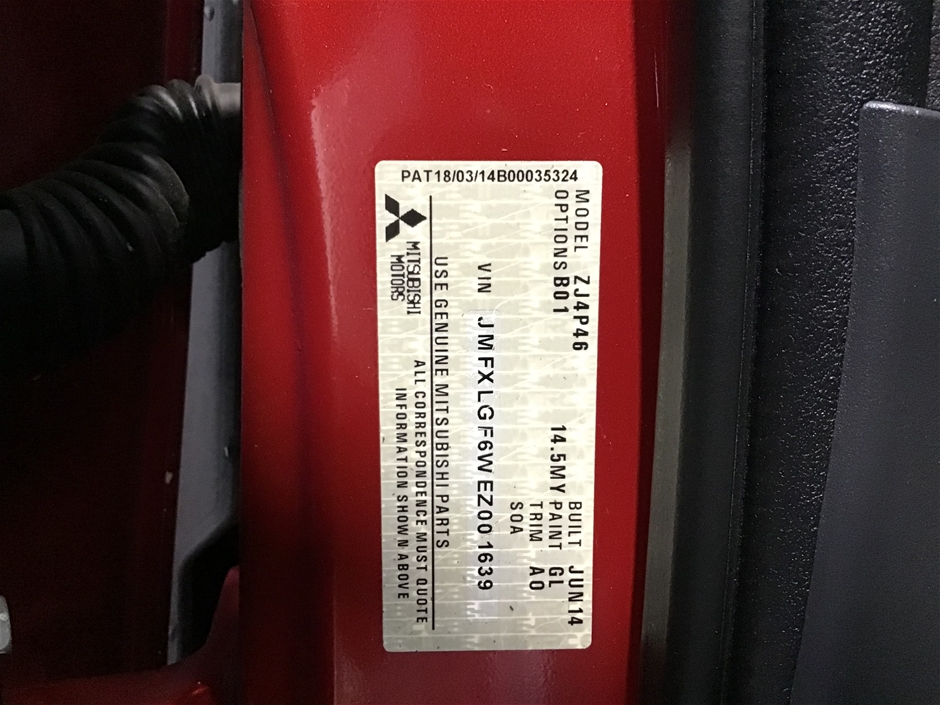 PAT18/03/14B00035324
MODEL ZJ4P46 BUILT JUN14
OPTIONS B01 14.5MY PAINT GL
TRIM A0
SOA
VIN JMFXLGF6WEZ001639
USE GENUINE MITSUBISHI PARTS
MITSUBISHI
MOTORS
ALL CORRESPONDENCE MUST QUOTE
INFORMATION SHOWN ABOVE